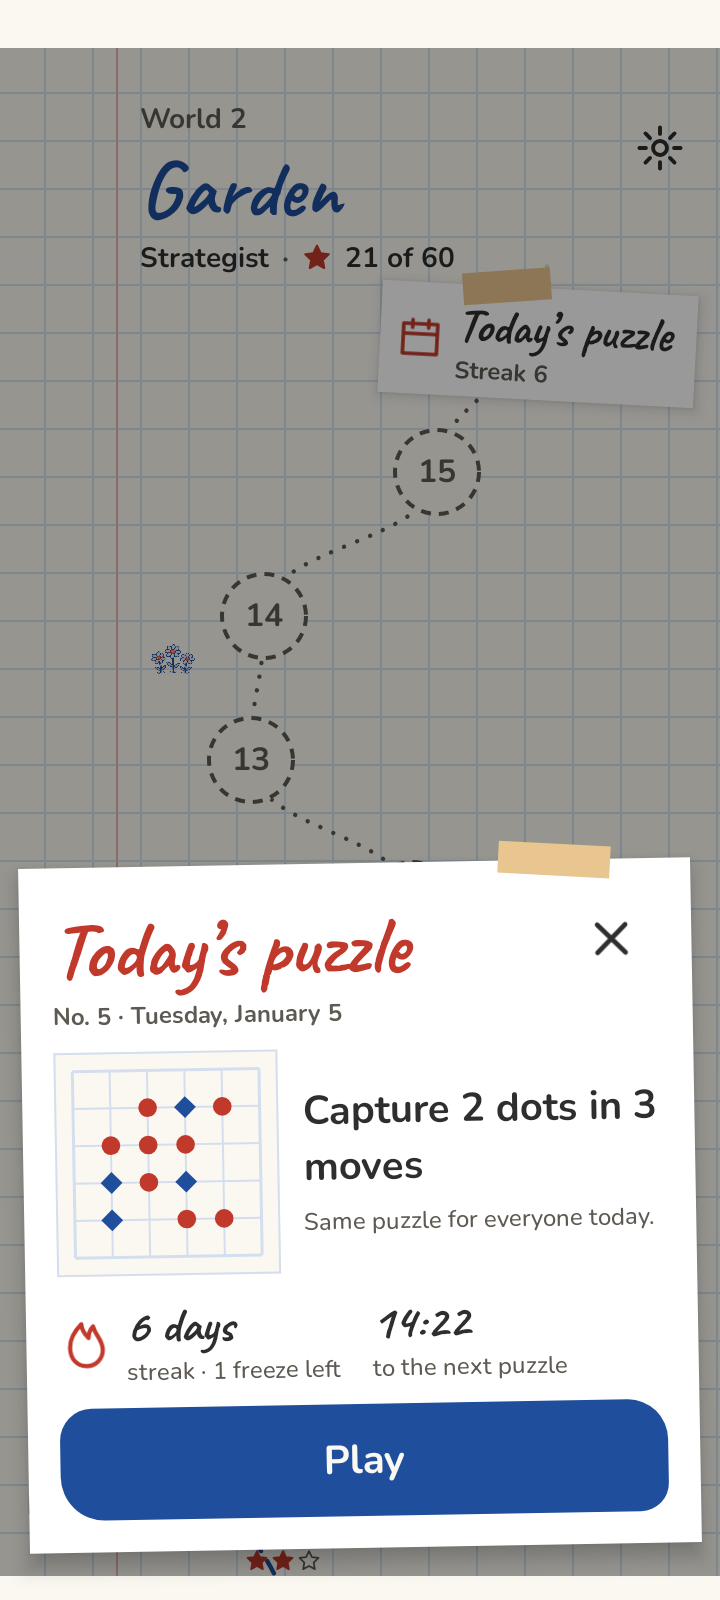 World 2
Garden
Strategist · 21 of 60
Today's puzzle
Streak 6
15
14
13
Today's puzzle
No. 5 · Tuesday, January 5
Capture 2 dots in 3
moves
Same puzzle for everyone today.
6 days
streak · 1 freeze left
14:22
to the next puzzle
Play